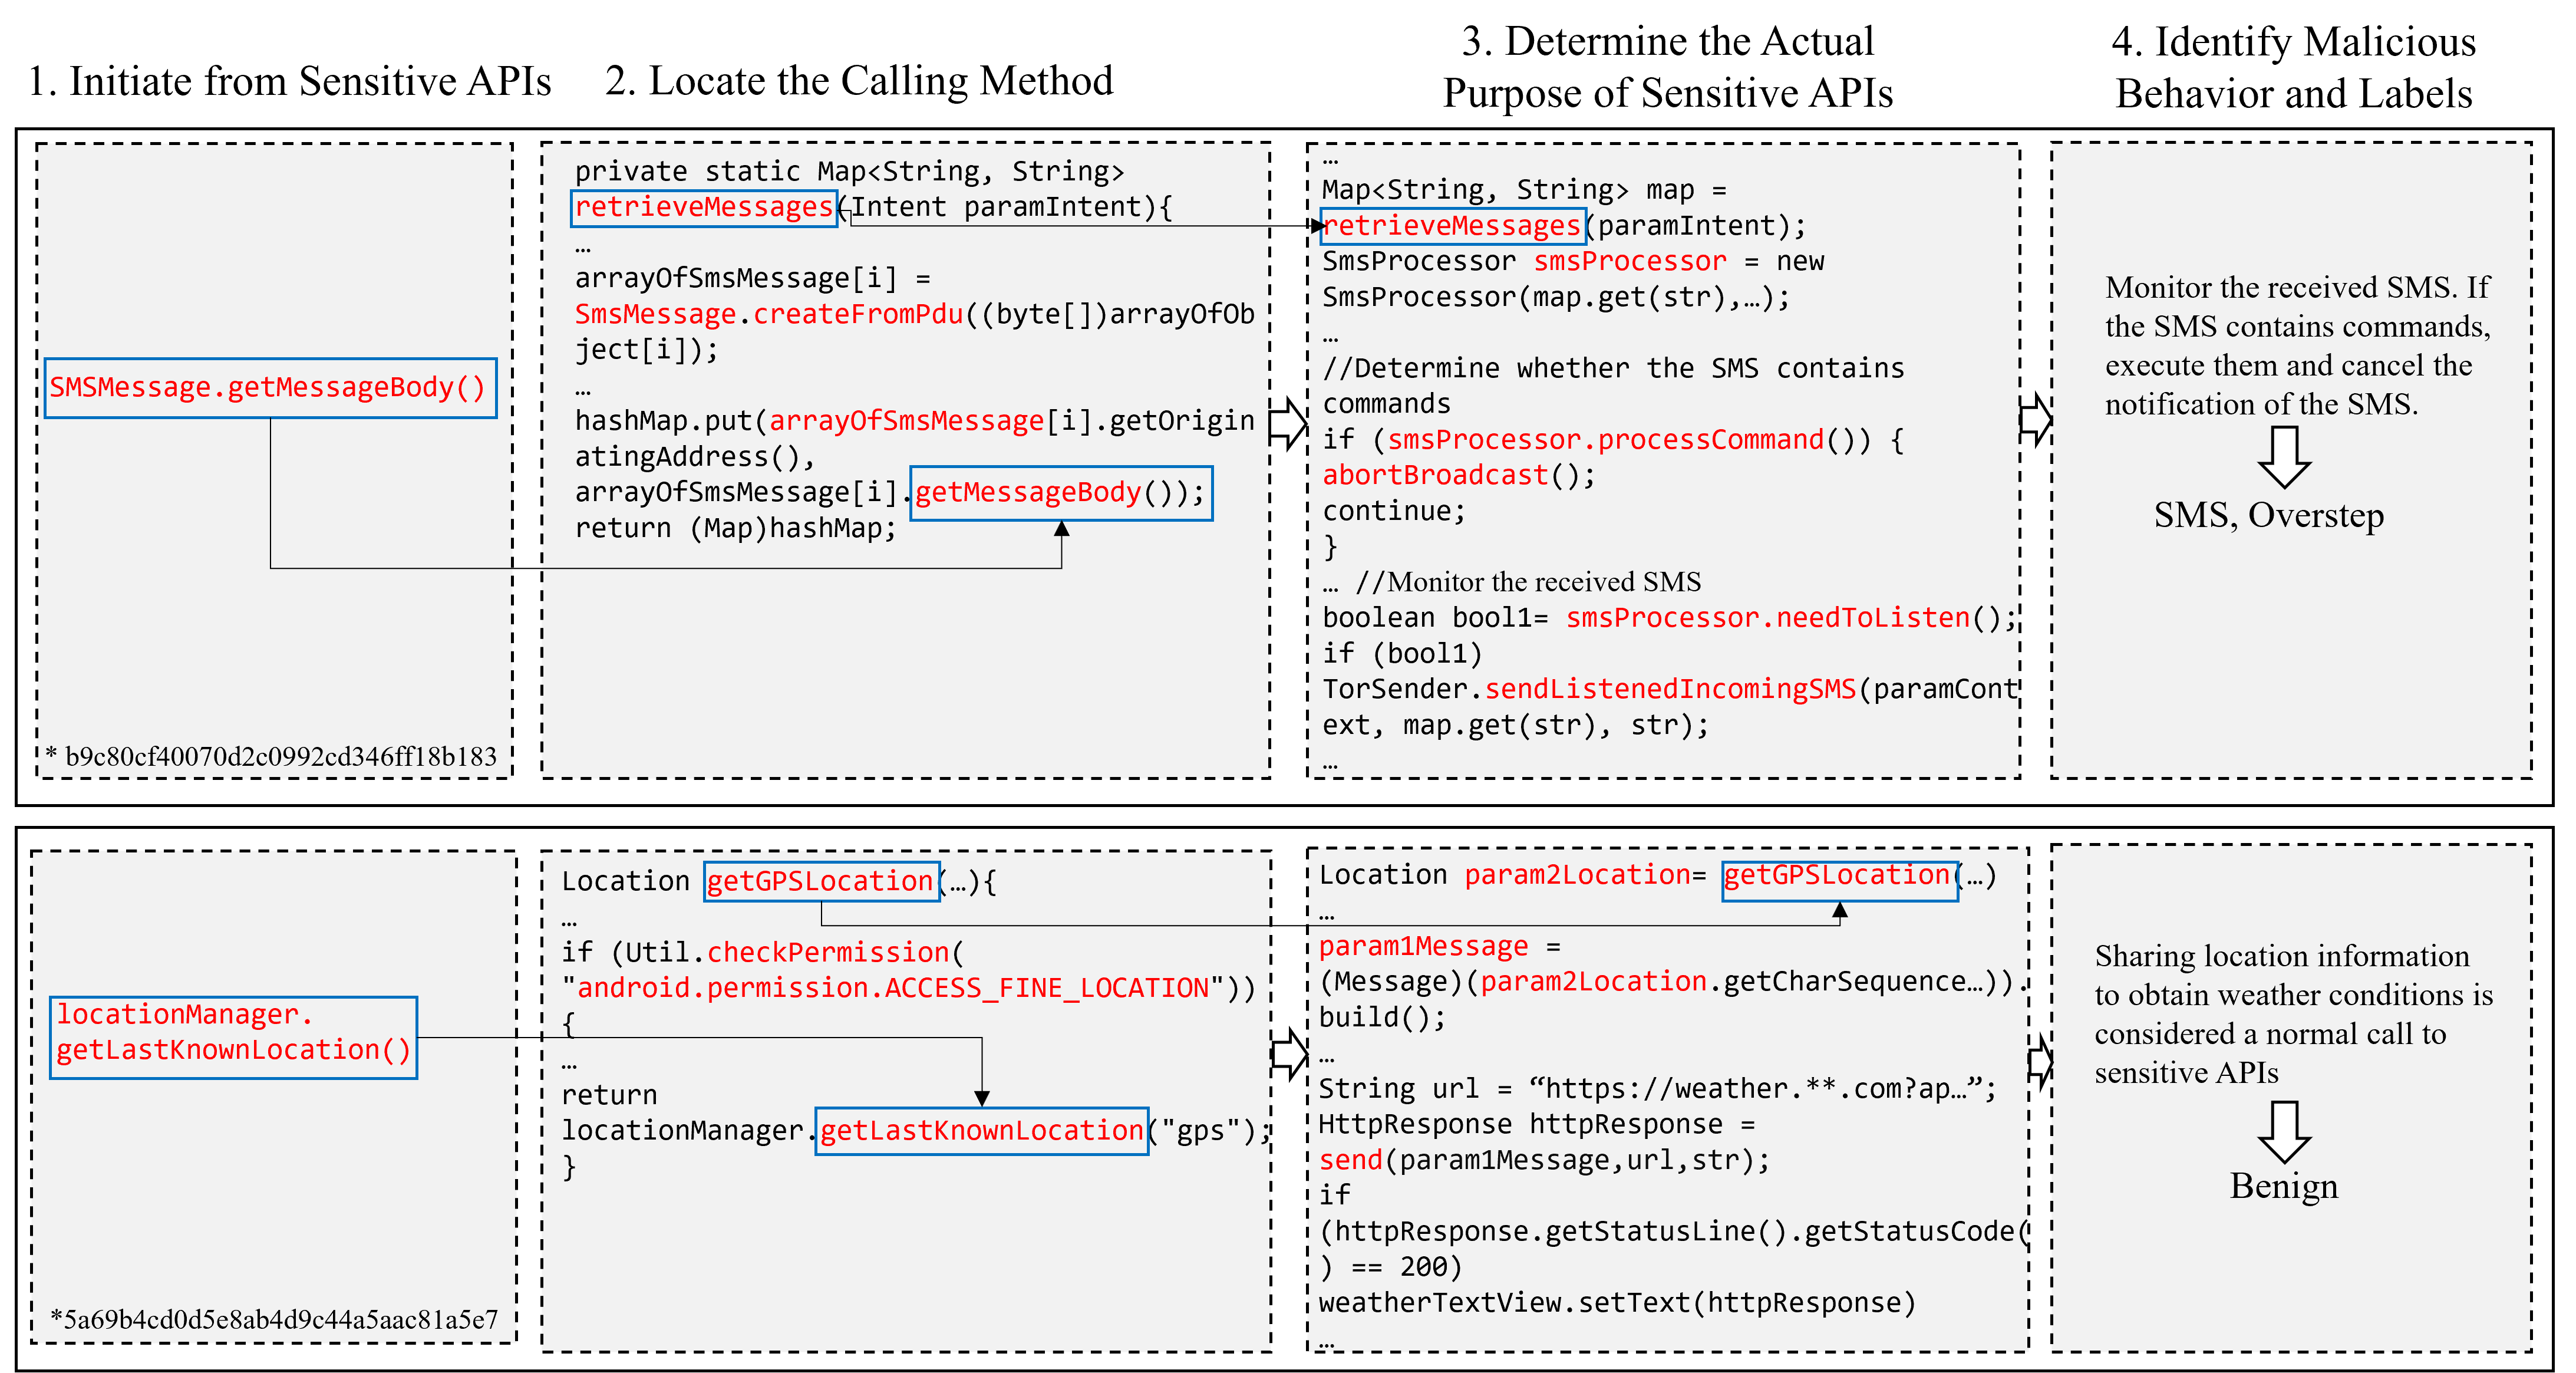 1. Initiate from Sensitive APIs
2. Locate the Calling Method
3. Determine the Actual
Purpose of Sensitive APIs
4. Identify Malicious
Behavior and Labels
SMSMessage.getMessageBody()
* b9c80cf40070d2c0992cd346ff18b183
private static Map<String, String>
retrieveMessages(Intent paramIntent){
…
arrayOfSmsMessage[i] =
SmsMessage.createFromPdu((byte[])arrayOfOb
ject[i]);
…
hashMap.put(arrayOfSmsMessage[i].getOrigin
atingAddress(),
arrayOfSmsMessage[i].getMessageBody());
return (Map)hashMap;
…
Map<String, String> map =
retrieveMessages(paramIntent);
SmsProcessor smsProcessor = new
SmsProcessor(map.get(str),…);
…
//Determine whether the SMS contains
commands
if (smsProcessor.processCommand()) {
abortBroadcast();
continue;
}
… //Monitor the received SMS
boolean bool1= smsProcessor.needToListen();
if (bool1)
TorSender.sendListenedIncomingSMS(paramCont
ext, map.get(str), str);
…
Monitor the received SMS. If
the SMS contains commands,
execute them and cancel the
notification of the SMS.
SMS, Overstep
locationManager.
getLastKnownLocation()
*5a69b4cd0d5e8ab4d9c44a5aac81a5e7
Location getGPSLocation(…){
…
if (Util.checkPermission(
"android.permission.ACCESS_FINE_LOCATION"))
{
…
return
locationManager.getLastKnownLocation("gps");
}
Location param2Location= getGPSLocation(…)
…
param1Message =
(Message)(param2Location.getCharSequence…)).
build();
…
String url = “https://weather.**.com?ap…”;
HttpResponse httpResponse =
send(param1Message,url,str);
if
(httpResponse.getStatusLine().getStatusCode(
) == 200)
weatherTextView.setText(httpResponse)
…
Sharing location information
to obtain weather conditions is
considered a normal call to
sensitive APIs
Benign